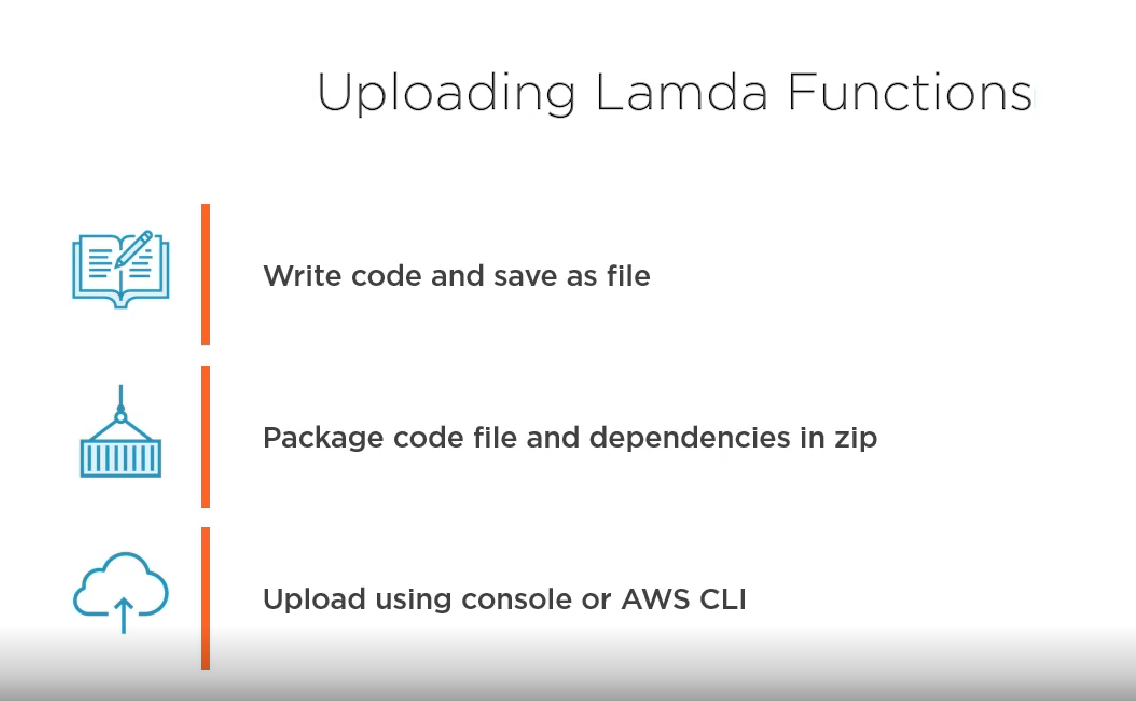 Uploading Lamda Functions
Write code and save as file
Package code file and dependencies in zip
Upload using console or AWS CLI